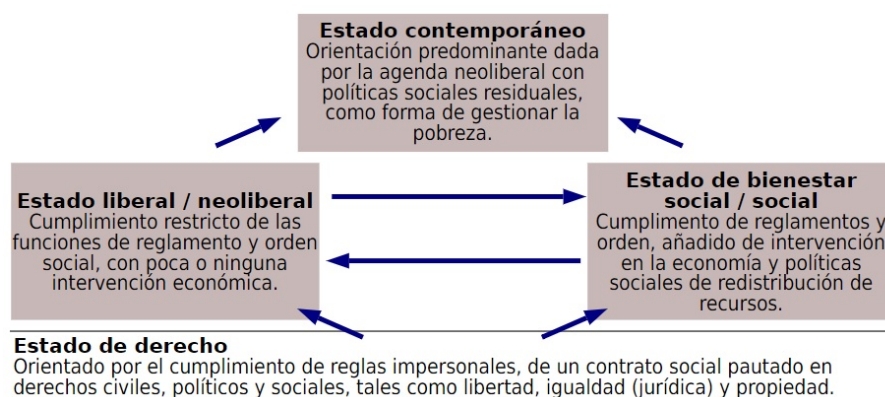 Estado contemporáneo
Orientación predominante dada
por la agenda neoliberal con
políticas sociales residuales,
como forma de gestionar la
pobreza.
Estado liberal / neoliberal
Cumplimiento restricto de las
funciones de reglamento y orden
social, con poca o ninguna
intervención económica.
Estado de bienestar
social / social
Cumplimento de reglamentos y
orden, añadido de intervención
en la economía y políticas
sociales de redistribución de
recursos.
Estado de derecho
Orientado por el cumplimiento de reglas impersonales, de un contrato social pautado en
derechos civiles, políticos y sociales, tales como libertad, igualdad (jurídica) y propiedad.